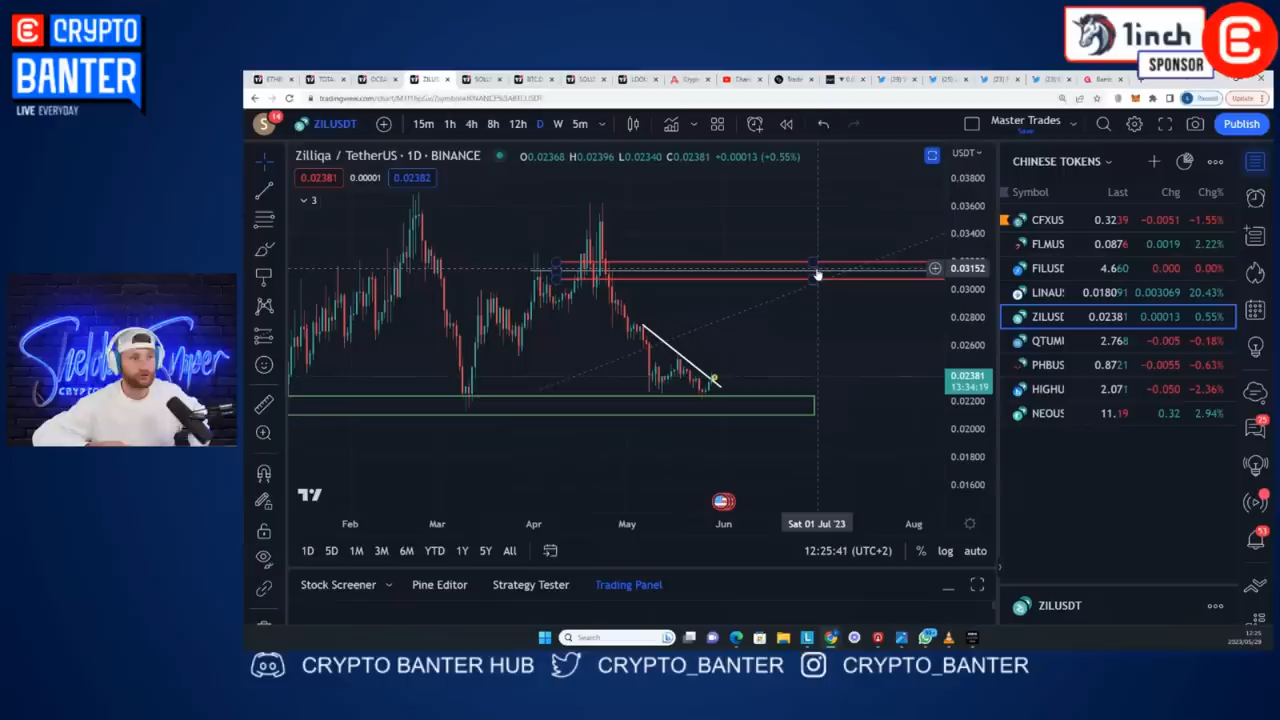 CRYPTO
BANTER
LIVE EVERYDAY
1inch
SPONSOR
ZILUSDT
15m 1h 4h 8h 12h D W 5m
Master Trades
Save
Publish
Update
Zilliqa / TetherUS · 1D · BINANCE
O0.02368 H0.02396 L0.02340 C0.02381 +0.00013 (+0.55%)
0.02381 0.00001 0.02382
3
USDT
0.03800
0.03600
0.03400
0.03152
0.03000
0.02800
0.02600
0.02381
13:34:19
0.02200
0.02000
0.01800
0.01600
Feb Mar Apr May Jun Sat 01 Jul '23 Aug
1D 5D 1M 3M 6M YTD 1Y 5Y All
12:25:41 (UTC+2) % log auto
Stock Screener Pine Editor Strategy Tester Trading Panel
CHINESE TOKENS
Symbol Last Chg Chg%
CFXUS 0.3239 −0.0051 −1.55%
FLMUS 0.0876 0.0019 2.22%
FILUSE 4.660 0.000 0.00%
LINAU 0.018091 0.003069 20.43%
ZILUSE 0.02381 0.00013 0.55%
QTUMI 2.768 −0.005 −0.18%
PHBUS 0.8721 −0.0055 −0.63%
HIGHU 2.071 −0.050 −2.36%
NEOUS 11.19 0.32 2.94%
ZILUSDT
Search
12:25
2023/05/29
CRYPTO BANTER HUB CRYPTO_BANTER CRYPTO_BANTER